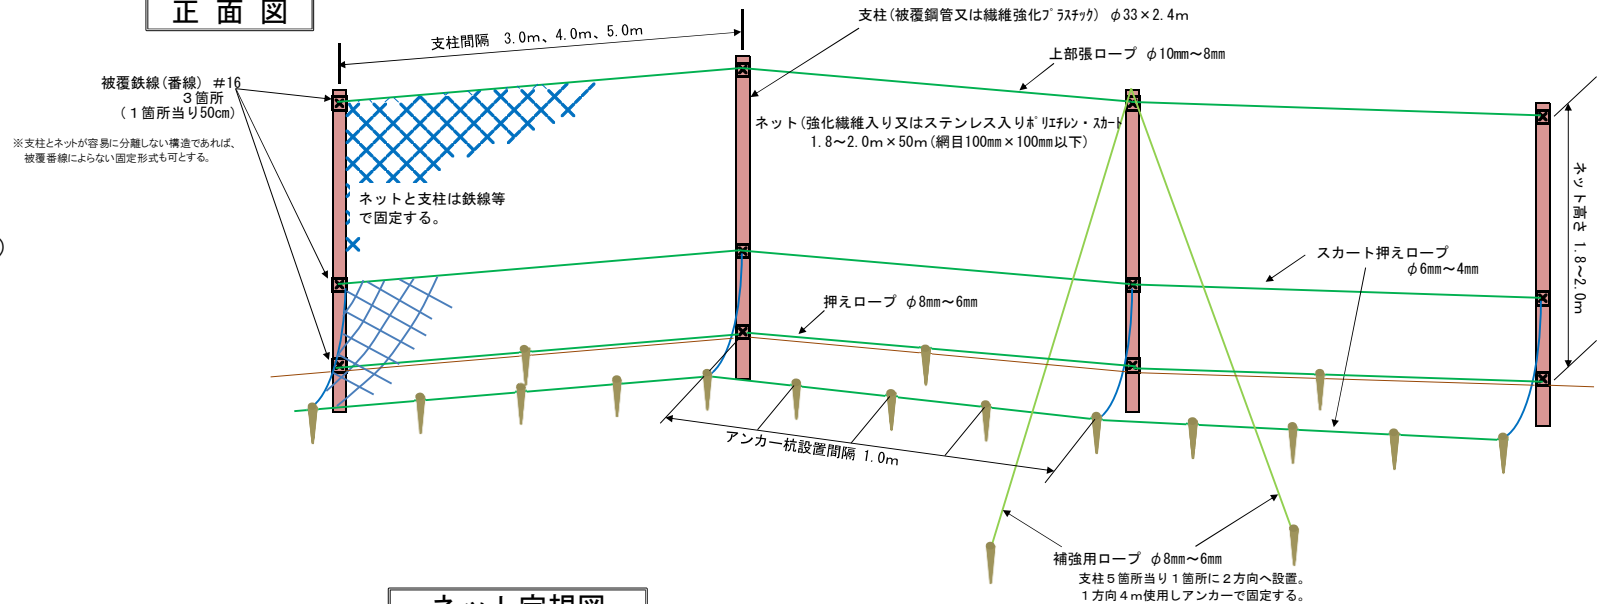 正 面 図
支柱間隔 3.0m、4.0m、5.0m
支柱(被覆鋼管又は繊維強化ﾌﾟﾗｽﾁｯｸ) φ33×2.4m
上部張ロープ φ10mm～8mm
被覆鉄線(番線) #16
3箇所
(1箇所当り50cm)
※支柱とネットが容易に分離しない構造であれば、
被覆番線によらない固定形式も可とする。
ネット(強化繊維入り又はステンレス入りﾎﾟﾘｴﾁﾚﾝ・ｽｶｰﾄ
1.8～2.0m×50m(網目100mm×100mm以下)
ネットと支柱は鉄線等
で固定する。
ネット高さ 1.8～2.0m
)
スカート押えロープ
φ6mm～4mm
押えロープ φ8mm～6mm
アンカー杭設置間隔 1.0m
補強用ロープ φ8mm～6mm
支柱5箇所当り1箇所に2方向へ設置。
1方向4m使用しアンカーで固定する。